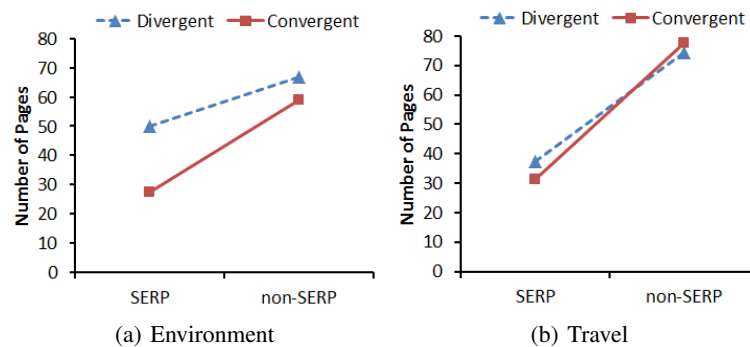 Divergent Convergent
80
70
60
50
40
30
20
10
0
Number of Pages
SERP non-SERP
(a) Environment
Divergent Convergent
80
70
60
50
40
30
20
10
0
Number of Pages
SERP non-SERP
(b) Travel